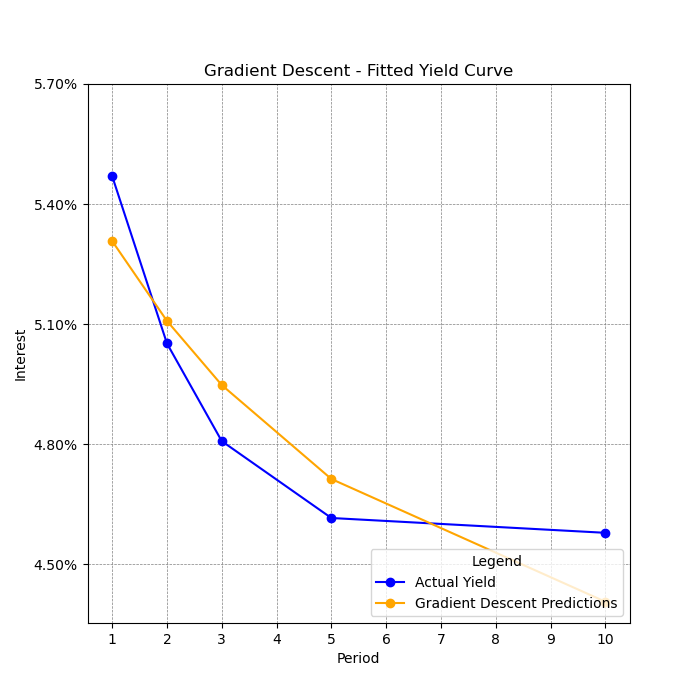 Gradient Descent - Fitted Yield Curve
5.70%
5.40%
5.10%
4.80%
4.50%
Interest
Legend
Actual Yield
Gradient Descent Predictions
1 2 3 4 5 6 7 8 9 10
Period